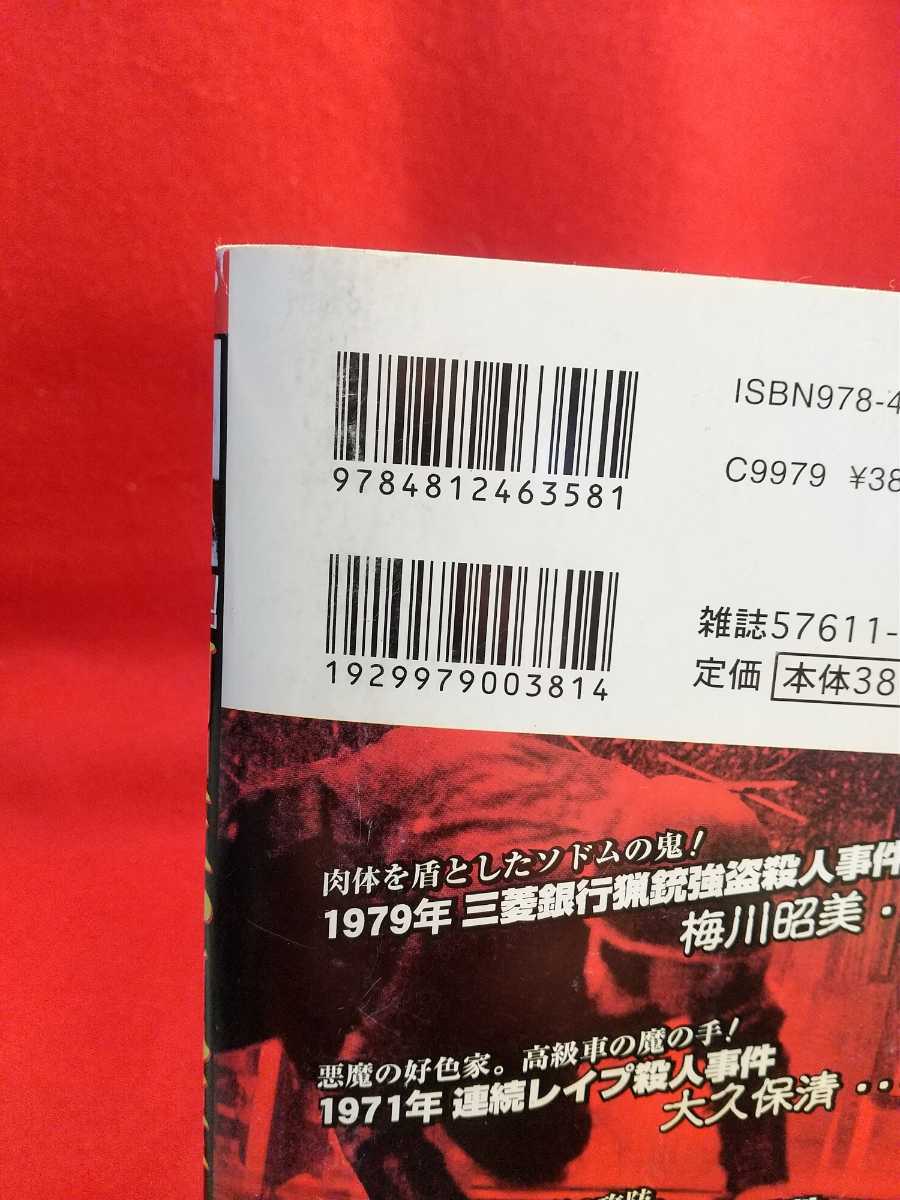 9784812463581
ISBN978-4
C9979 ¥38
1929979003814
雑誌57611-
定価 本体38
肉体を盾としたソドムの鬼!
1979年 三菱銀行猟銃強盗殺人事件
梅川昭美・
悪魔の好色家。高級車の魔の手!
1971年 連続レイプ殺人事件
大久保清・・・